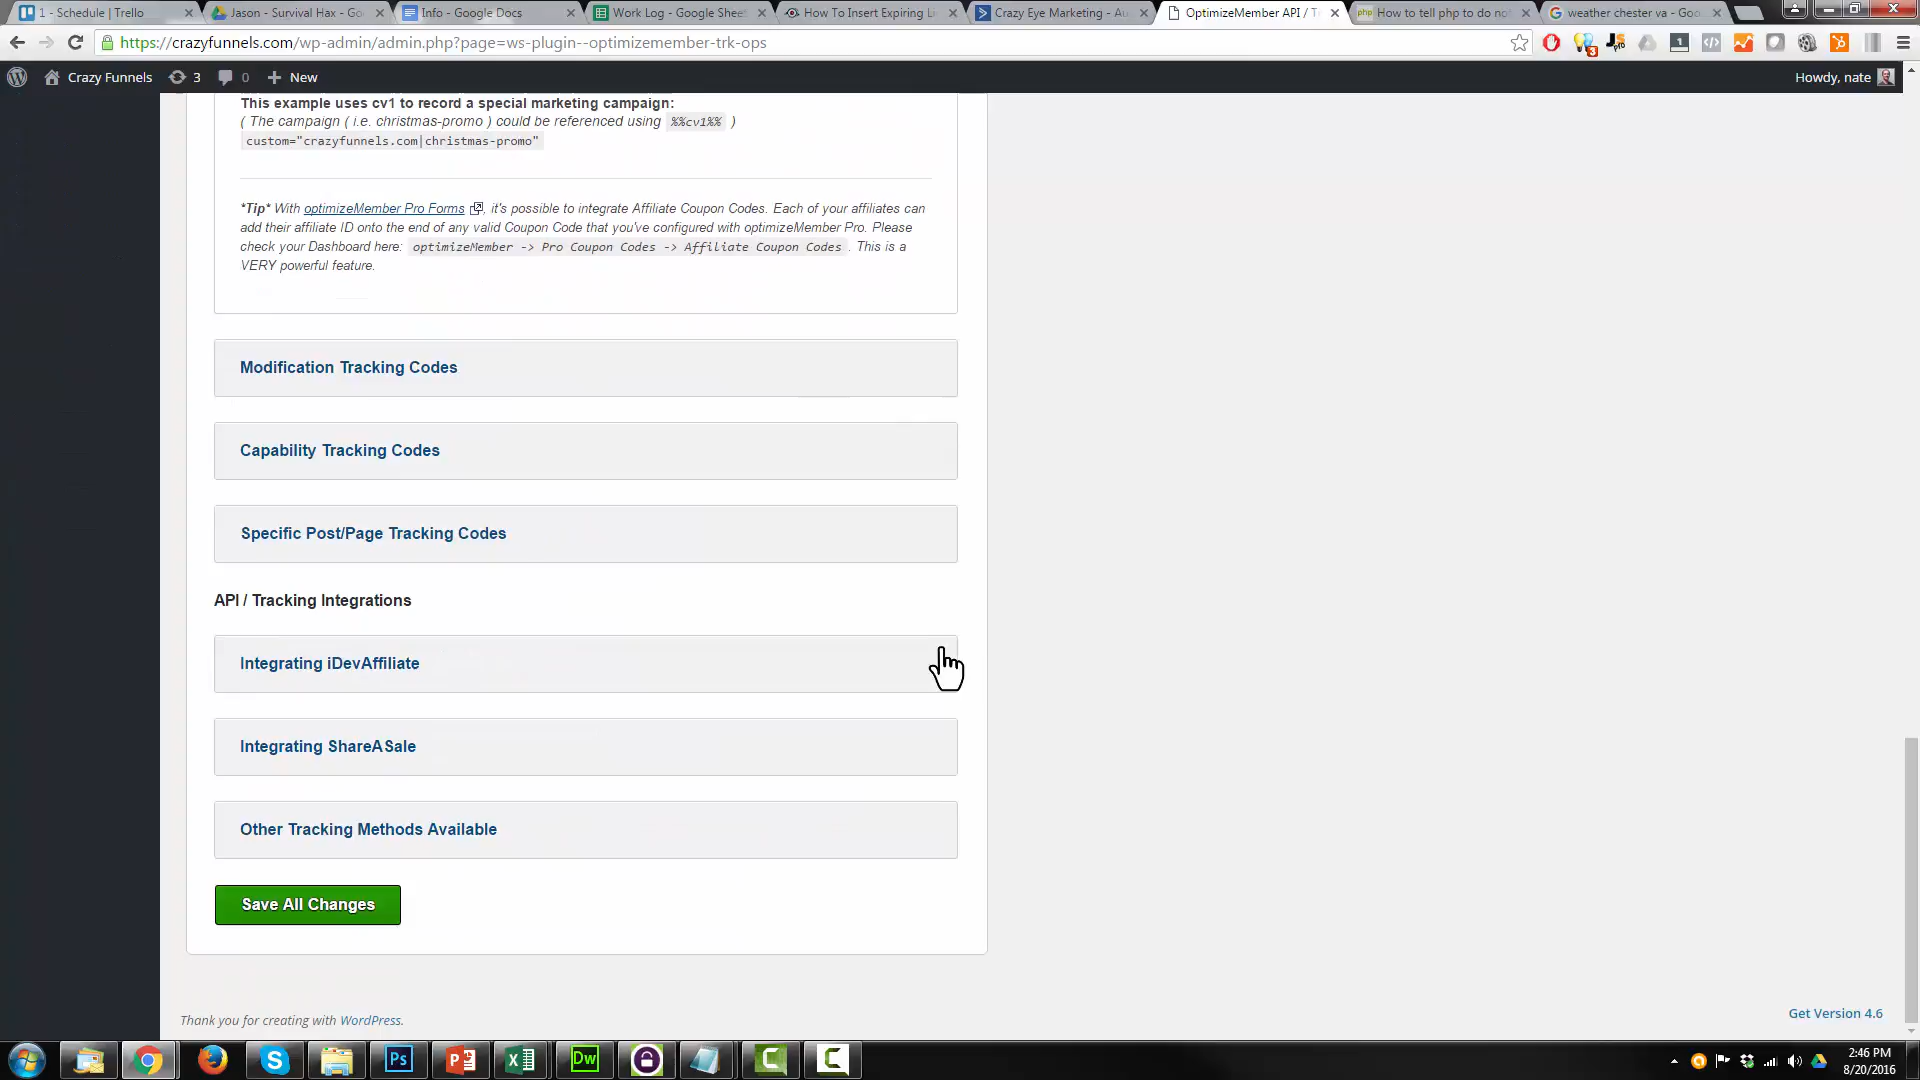 1 - Schedule | Trello
Jason - Survival Hax - Go
Info - Google Docs
Work Log - Google Shee
How To Insert Expiring Li
Crazy Eye Marketing - Au
OptimizeMember API / T
How to tell php to do no
weather chester va - Goo
https://crazyfunnels.com/wp-admin/admin.php?page=ws-plugin--optimizemember-trk-ops
Crazy Funnels 3 0 New
Howdy, nate
This example uses cv1 to record a special marketing campaign:
( The campaign ( i.e. christmas-promo ) could be referenced using %%cv1%% )
custom="crazyfunnels.com|christmas-promo"
*Tip* With optimizeMember Pro Forms , it's possible to integrate Affiliate Coupon Codes. Each of your affiliates can
add their affiliate ID onto the end of any valid Coupon Code that you've configured with optimizeMember Pro. Please
check your Dashboard here: optimizeMember -> Pro Coupon Codes -> Affiliate Coupon Codes . This is a
VERY powerful feature.
Modification Tracking Codes
Capability Tracking Codes
Specific Post/Page Tracking Codes
API / Tracking Integrations
Integrating iDevAffiliate
Integrating ShareASale
Other Tracking Methods Available
Save All Changes
Thank you for creating with WordPress.
Get Version 4.6
2:46 PM
8/20/2016